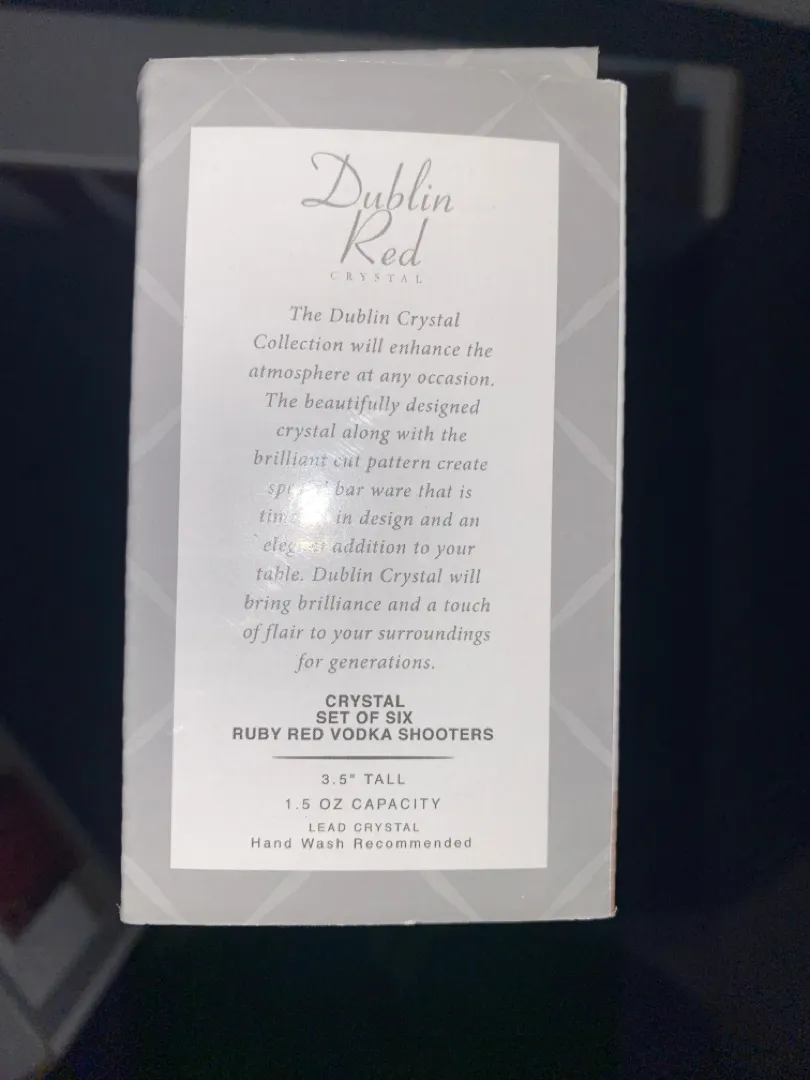 Dublin
Red
CRYSTAL
The Dublin Crystal
Collection will enhance the
atmosphere at any occasion.
The beautifully designed
crystal along with the
brilliant cut pattern create
bar ware that is
in design and an
elegant addition to your
table. Dublin Crystal will
bring brilliance and a touch
of flair to your surroundings
for generations.
CRYSTAL
SET OF SIX
RUBY RED VODKA SHOOTERS
3.5" TALL
1.5 OZ CAPACITY
LEAD CRYSTAL
Hand Wash Recommended